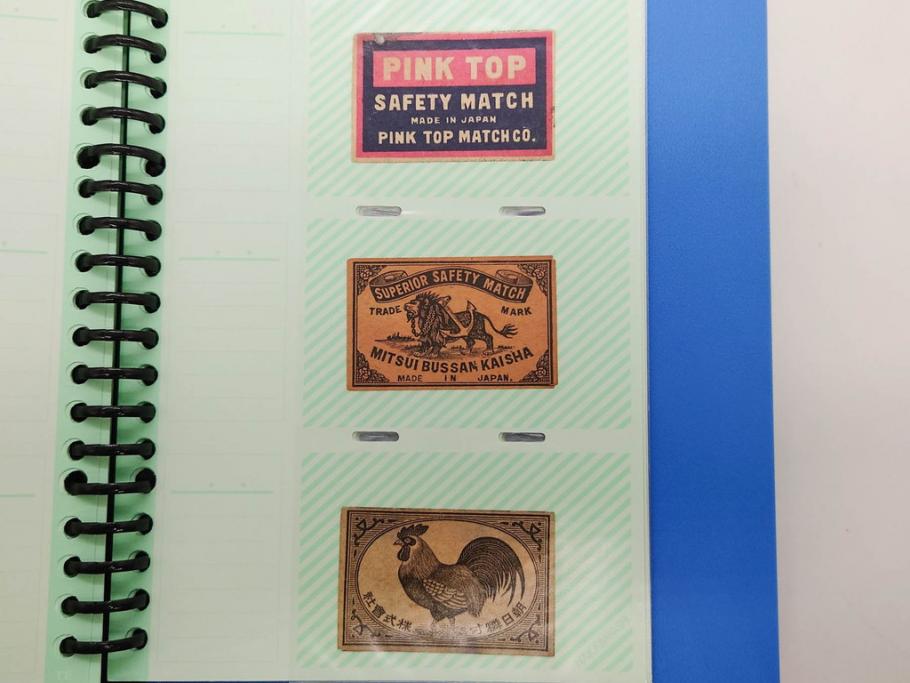 PINK TOP
SAFETY MATCH
MADE IN JAPAN
PINK TOP MATCH CO.
SUPERIOR SAFETY MATCH
TRADE MARK
MITSUI BUSSAN KAISHA
MADE IN JAPAN.
朝日燐寸 株式會社